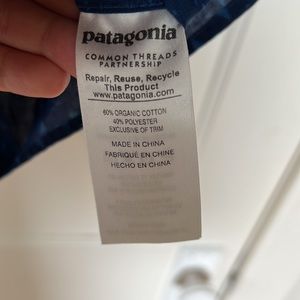 patagonia
COMMON THREADS
PARTNERSHIP
Repair, Reuse, Recycle
This Product
www.patagonia.com
60% ORGANIC COTTON
40% POLYESTER
EXCLUSIVE OF TRIM
MADE IN CHINA
FABRIQUÉ EN CHINE
HECHO EN CHINA